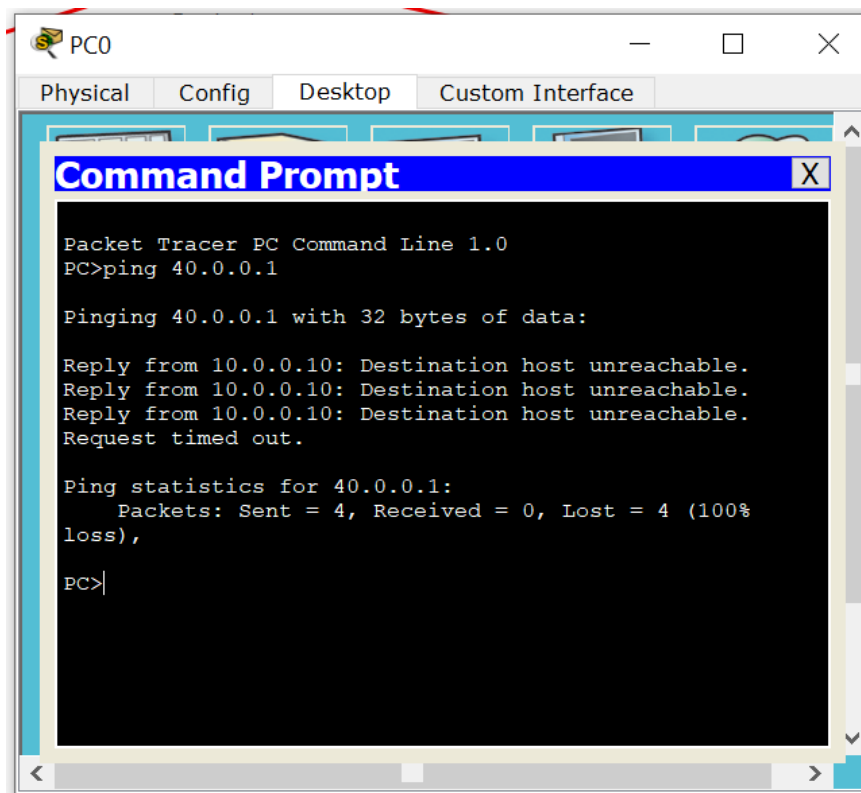 PC0
Physical Config Desktop Custom Interface
Command Prompt X
Packet Tracer PC Command Line 1.0
PC>ping 40.0.0.1
Pinging 40.0.0.1 with 32 bytes of data:
Reply from 10.0.0.10: Destination host unreachable.
Reply from 10.0.0.10: Destination host unreachable.
Reply from 10.0.0.10: Destination host unreachable.
Request timed out.
Ping statistics for 40.0.0.1:
Packets: Sent = 4, Received = 0, Lost = 4 (100%
loss),
PC>